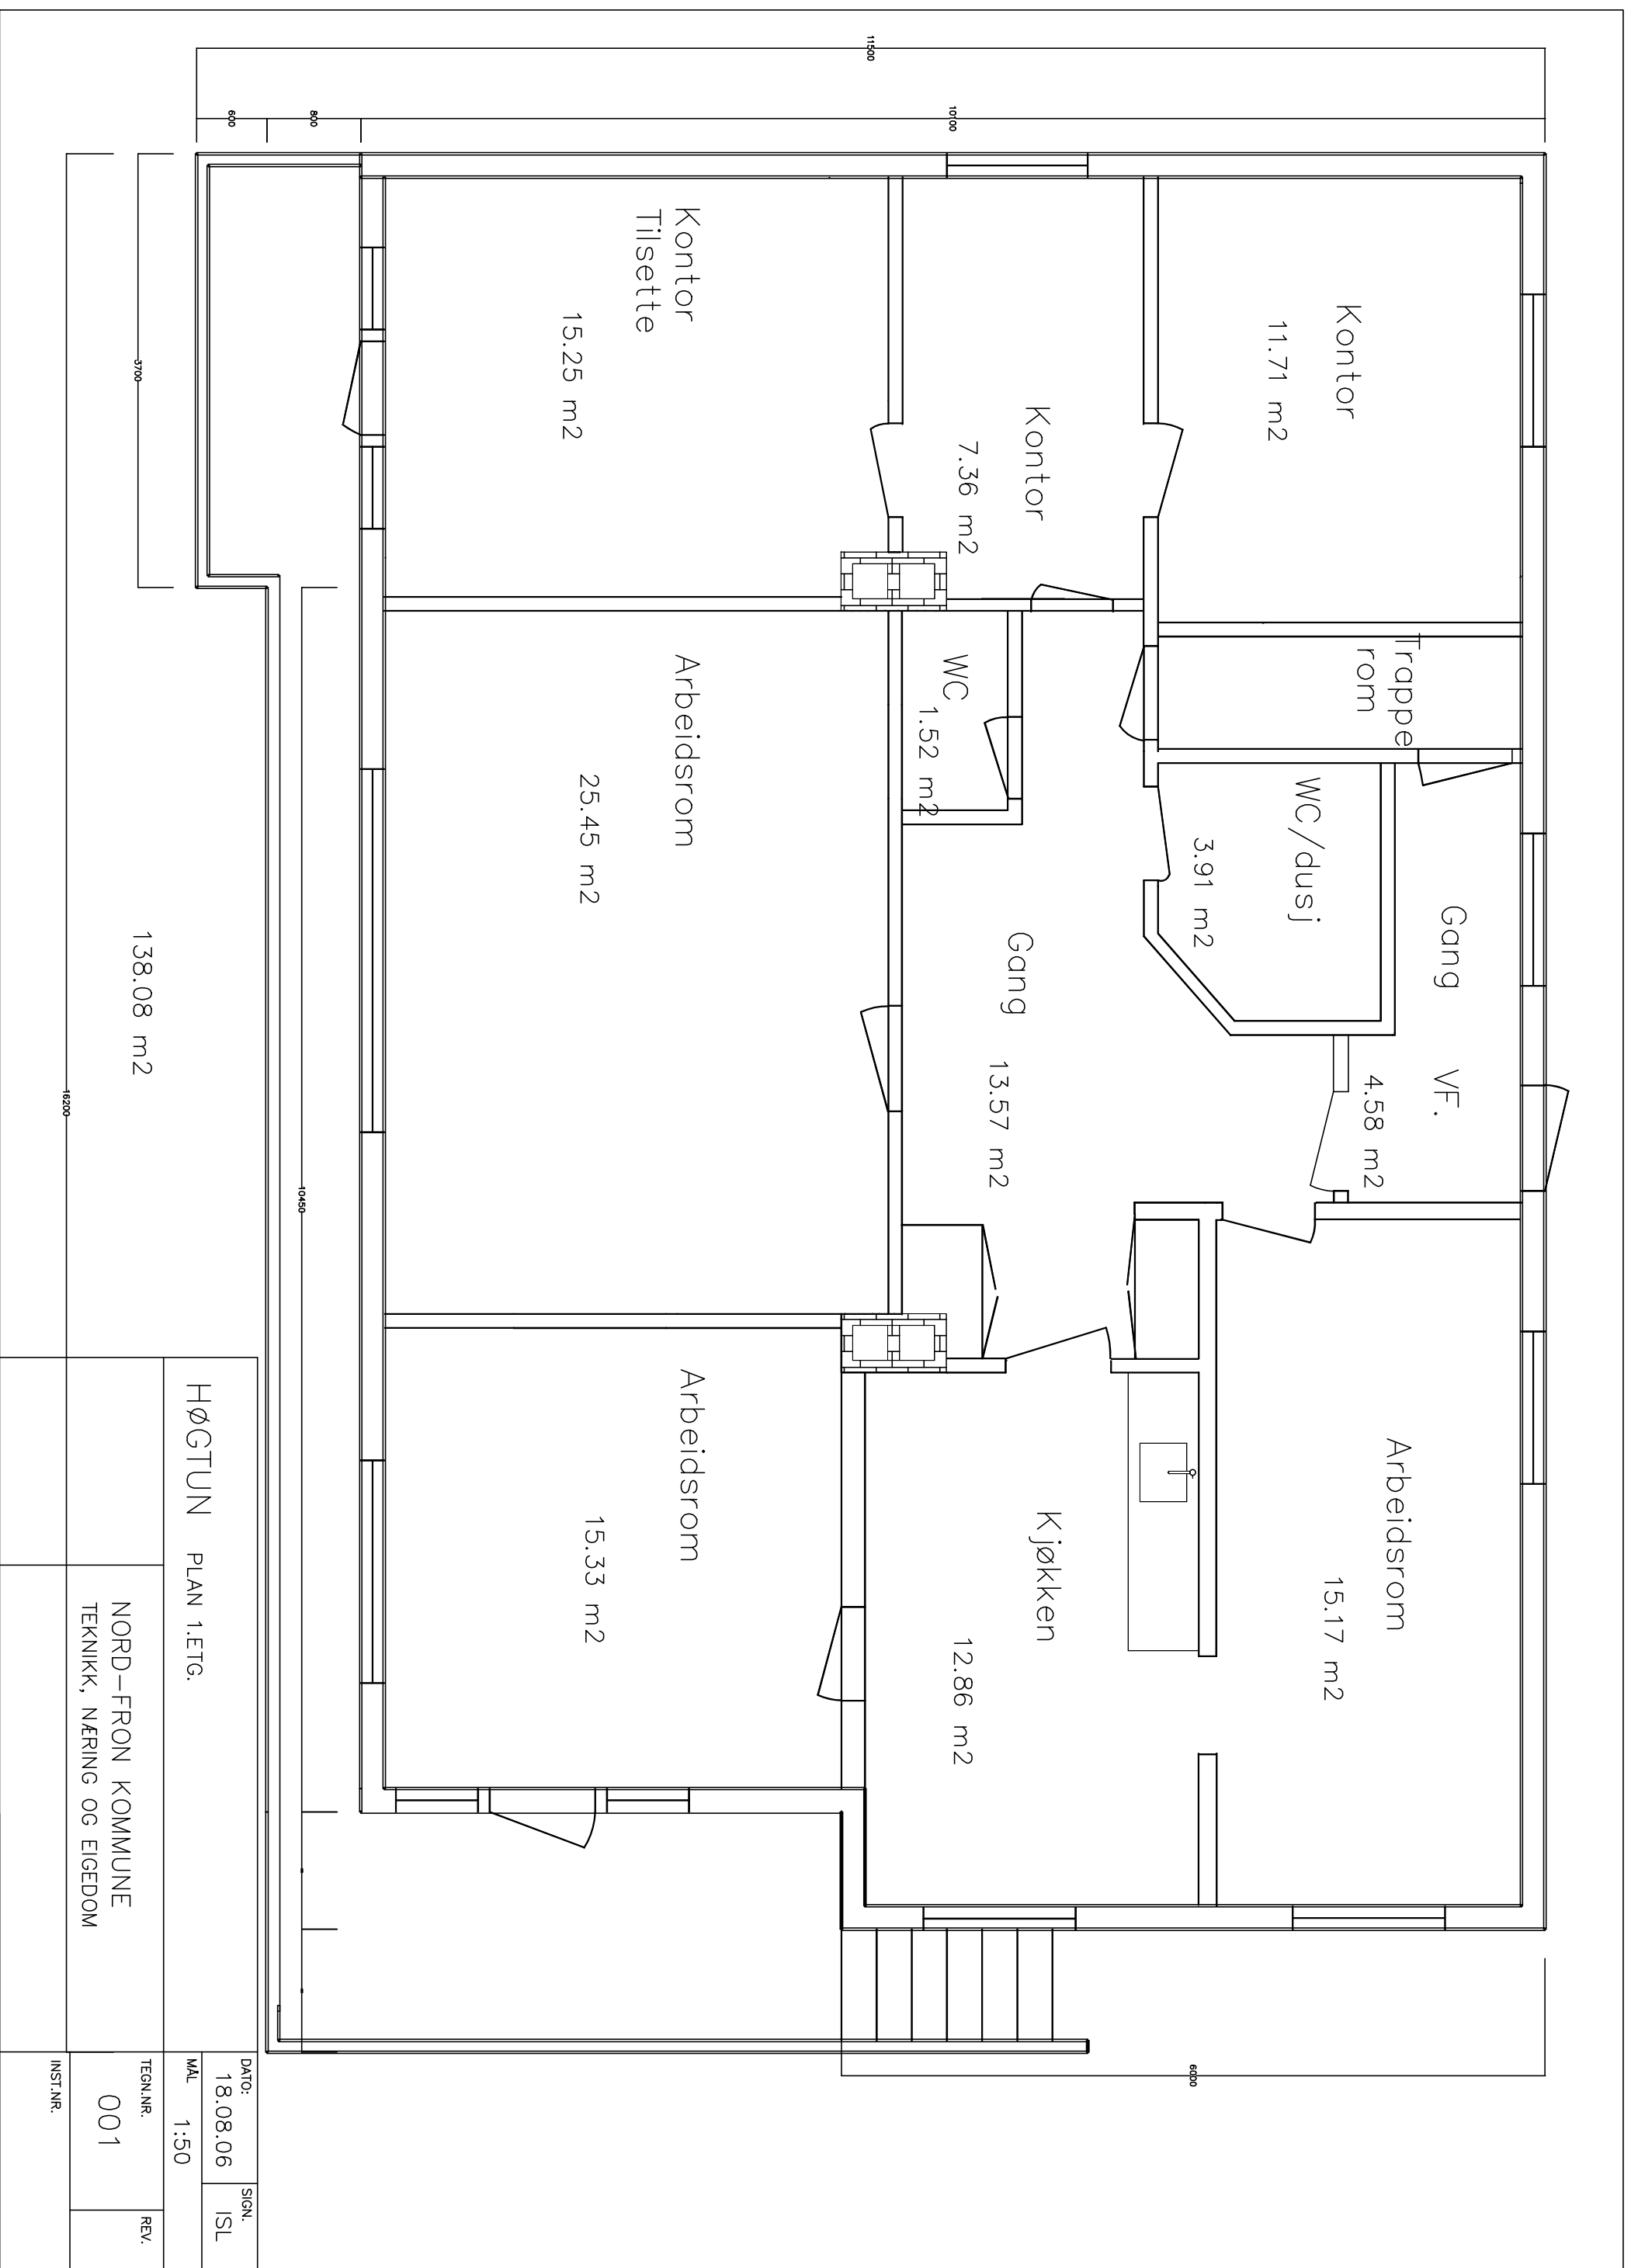 Kontor
11.71 m2
Trappe
rom
Gang VF.
4.58 m2
WC/dusj
3.91 m2
Arbeidsrom
15.17 m2
Kontor
7.36 m2
WC
1.52 m2
Gang
13.57 m2
Kjøkken
12.86 m2
Kontor
Tilsette
15.25 m2
Arbeidsrom
25.45 m2
Arbeidsrom
15.33 m2
11500
10100
800
600
6000
3700
10450
16200
138.08 m2
HØGTUN PLAN 1.ETG.
NORD-FRON KOMMUNE
TEKNIKK, NÆRING OG EIGEDOM
DATO:
18.08.06
SIGN.
ISL
MÅL
1:50
TEGN.NR.
001
REV.
INST.NR.